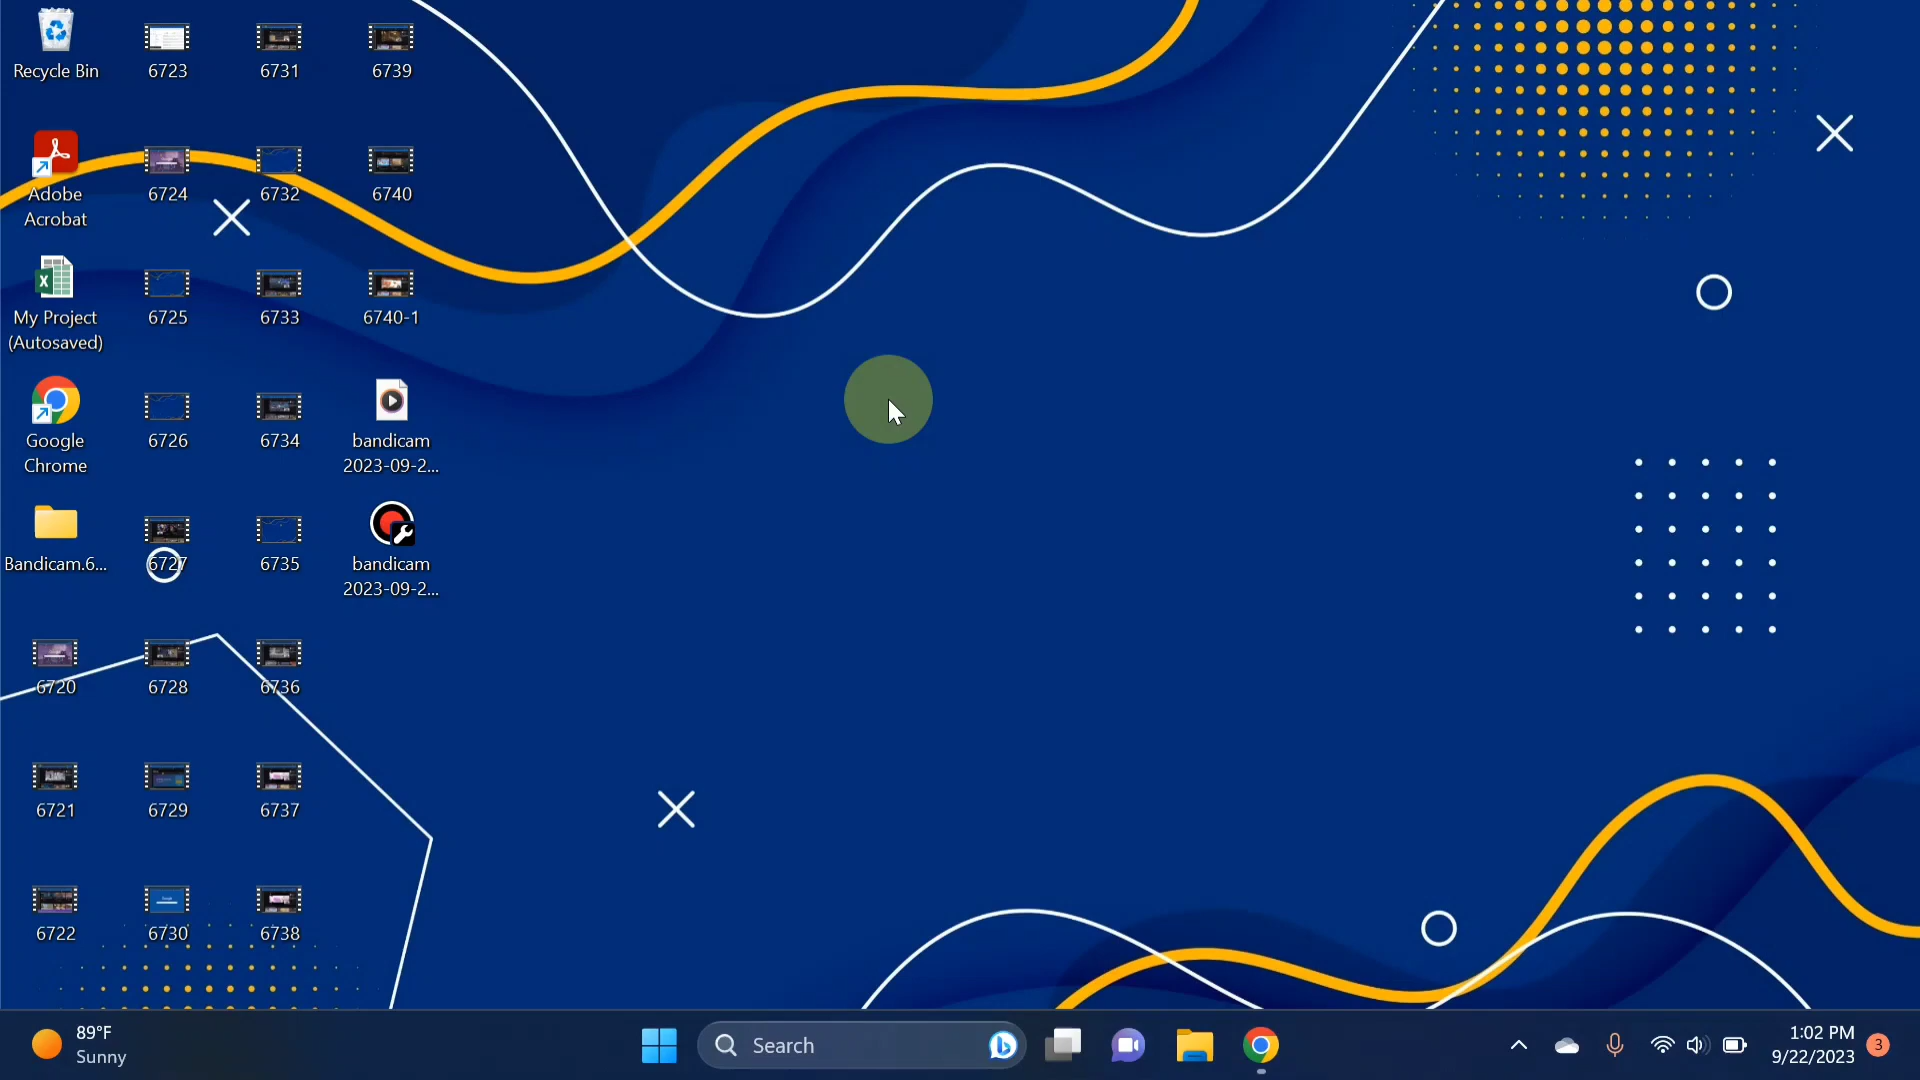 Recycle Bin
6723
6731
6739
Adobe
Acrobat
6724
6732
6740
My Project
(Autosaved)
6725
6733
6740-1
Google
Chrome
6726
6734
bandicam
2023-09-2...
Bandicam.6...
6727
6735
bandicam
2023-09-2...
6720
6728
6736
6721
6729
6737
6722
6730
6738
89°F
Sunny
Search
1:02 PM
9/22/2023
3